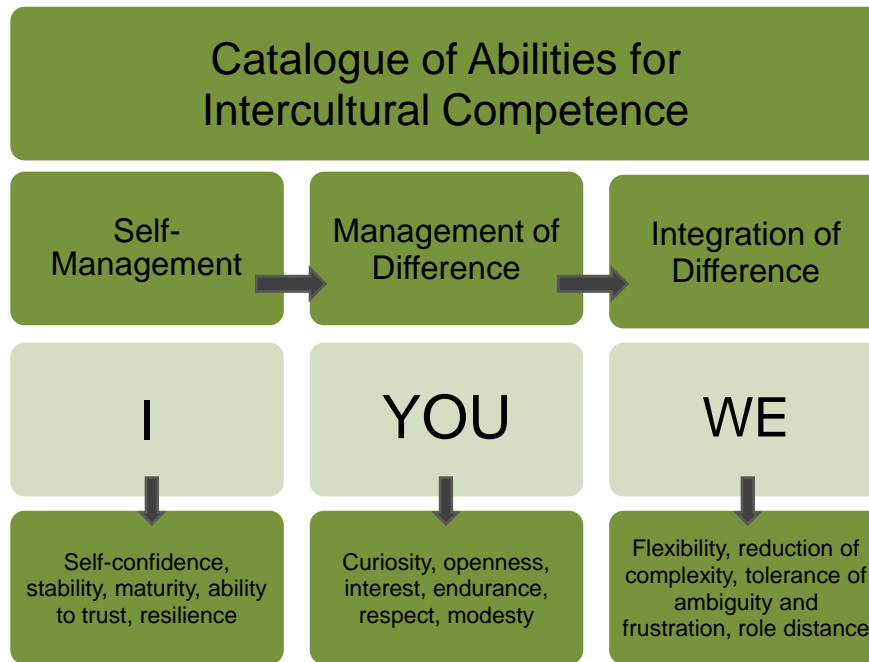 Catalogue of Abilities for
Intercultural Competence
Self-
Management
Management of
Difference
Integration of
Difference
I
YOU
WE
Self-confidence,
stability, maturity, ability
to trust, resilience
Curiosity, openness,
interest, endurance,
respect, modesty
Flexibility, reduction of
complexity, tolerance of
ambiguity and
frustration, role distance